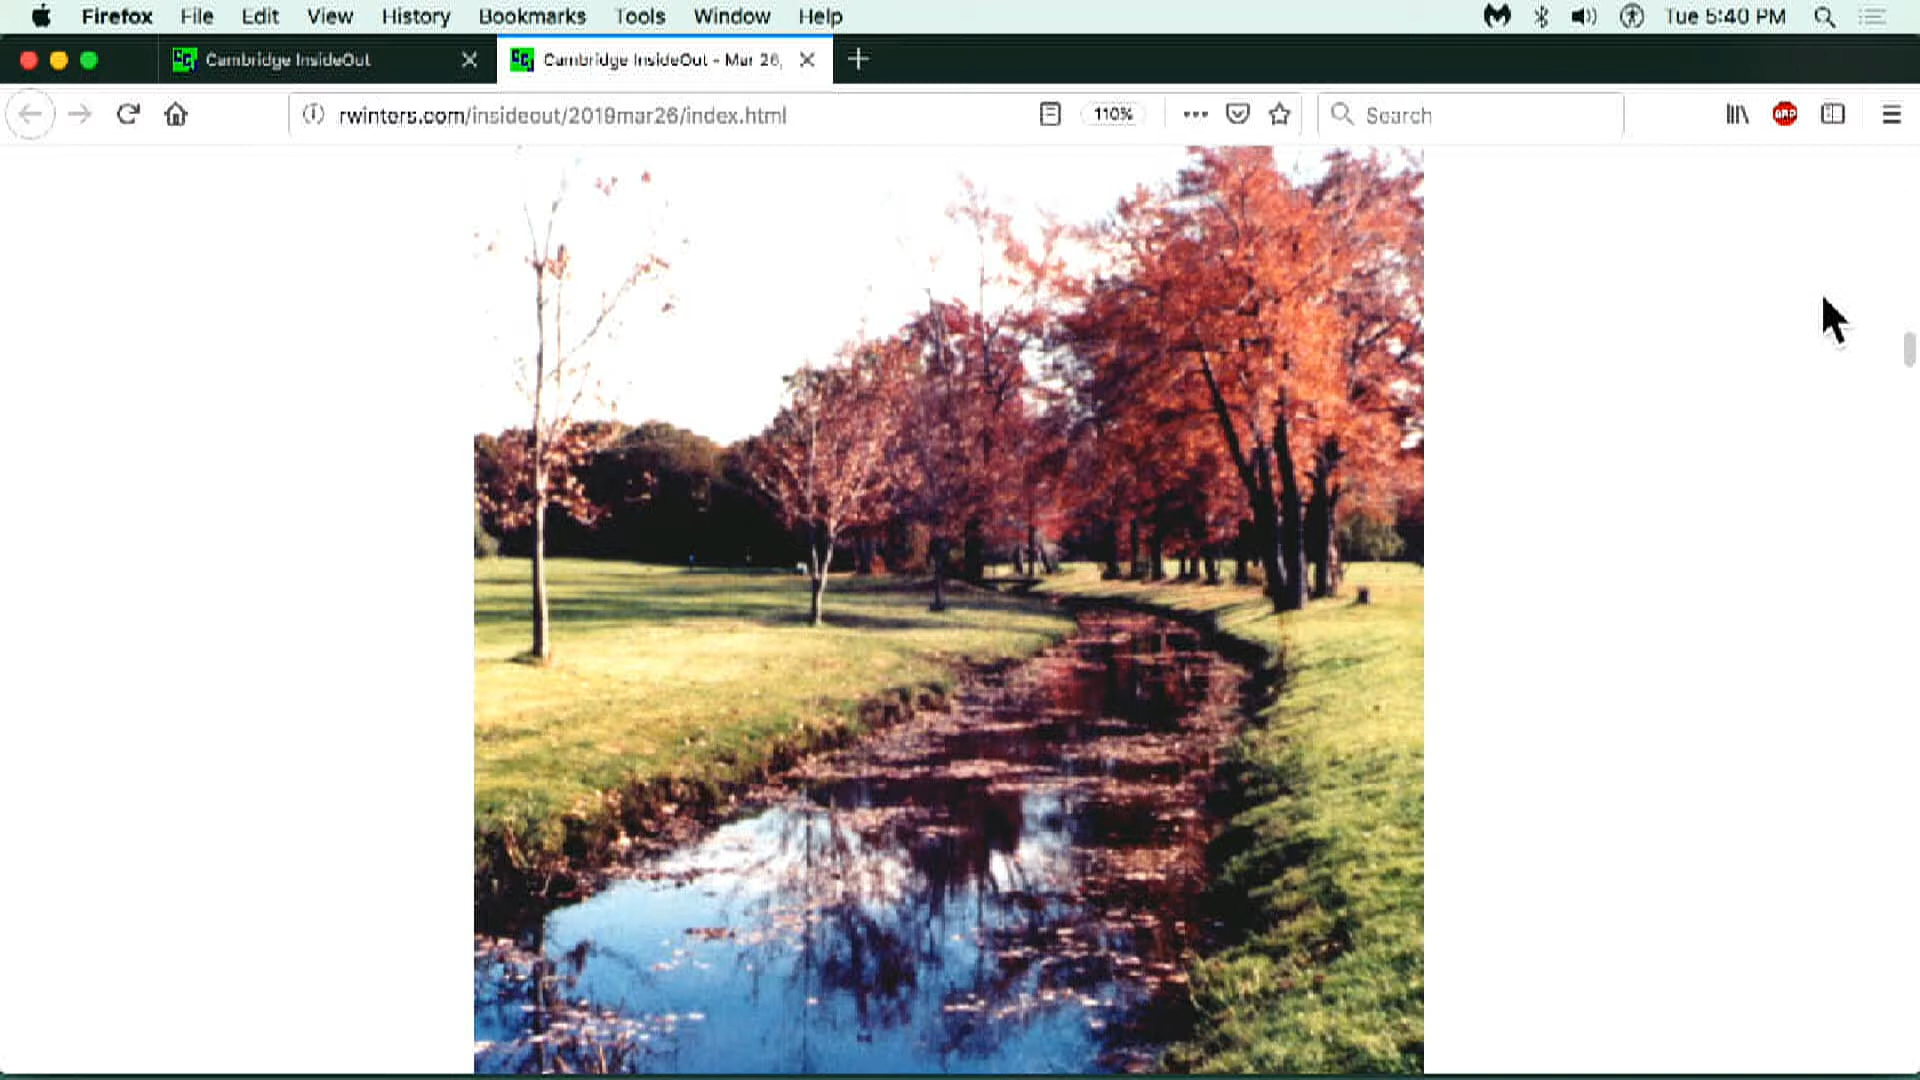 Firefox File Edit View History Bookmarks Tools Window Help Tue 5:40 PM
Cambridge InsideOut Cambridge InsideOut - Mar 26,
rwinters.com/insideout/2019mar26/index.html 110% Search ABP